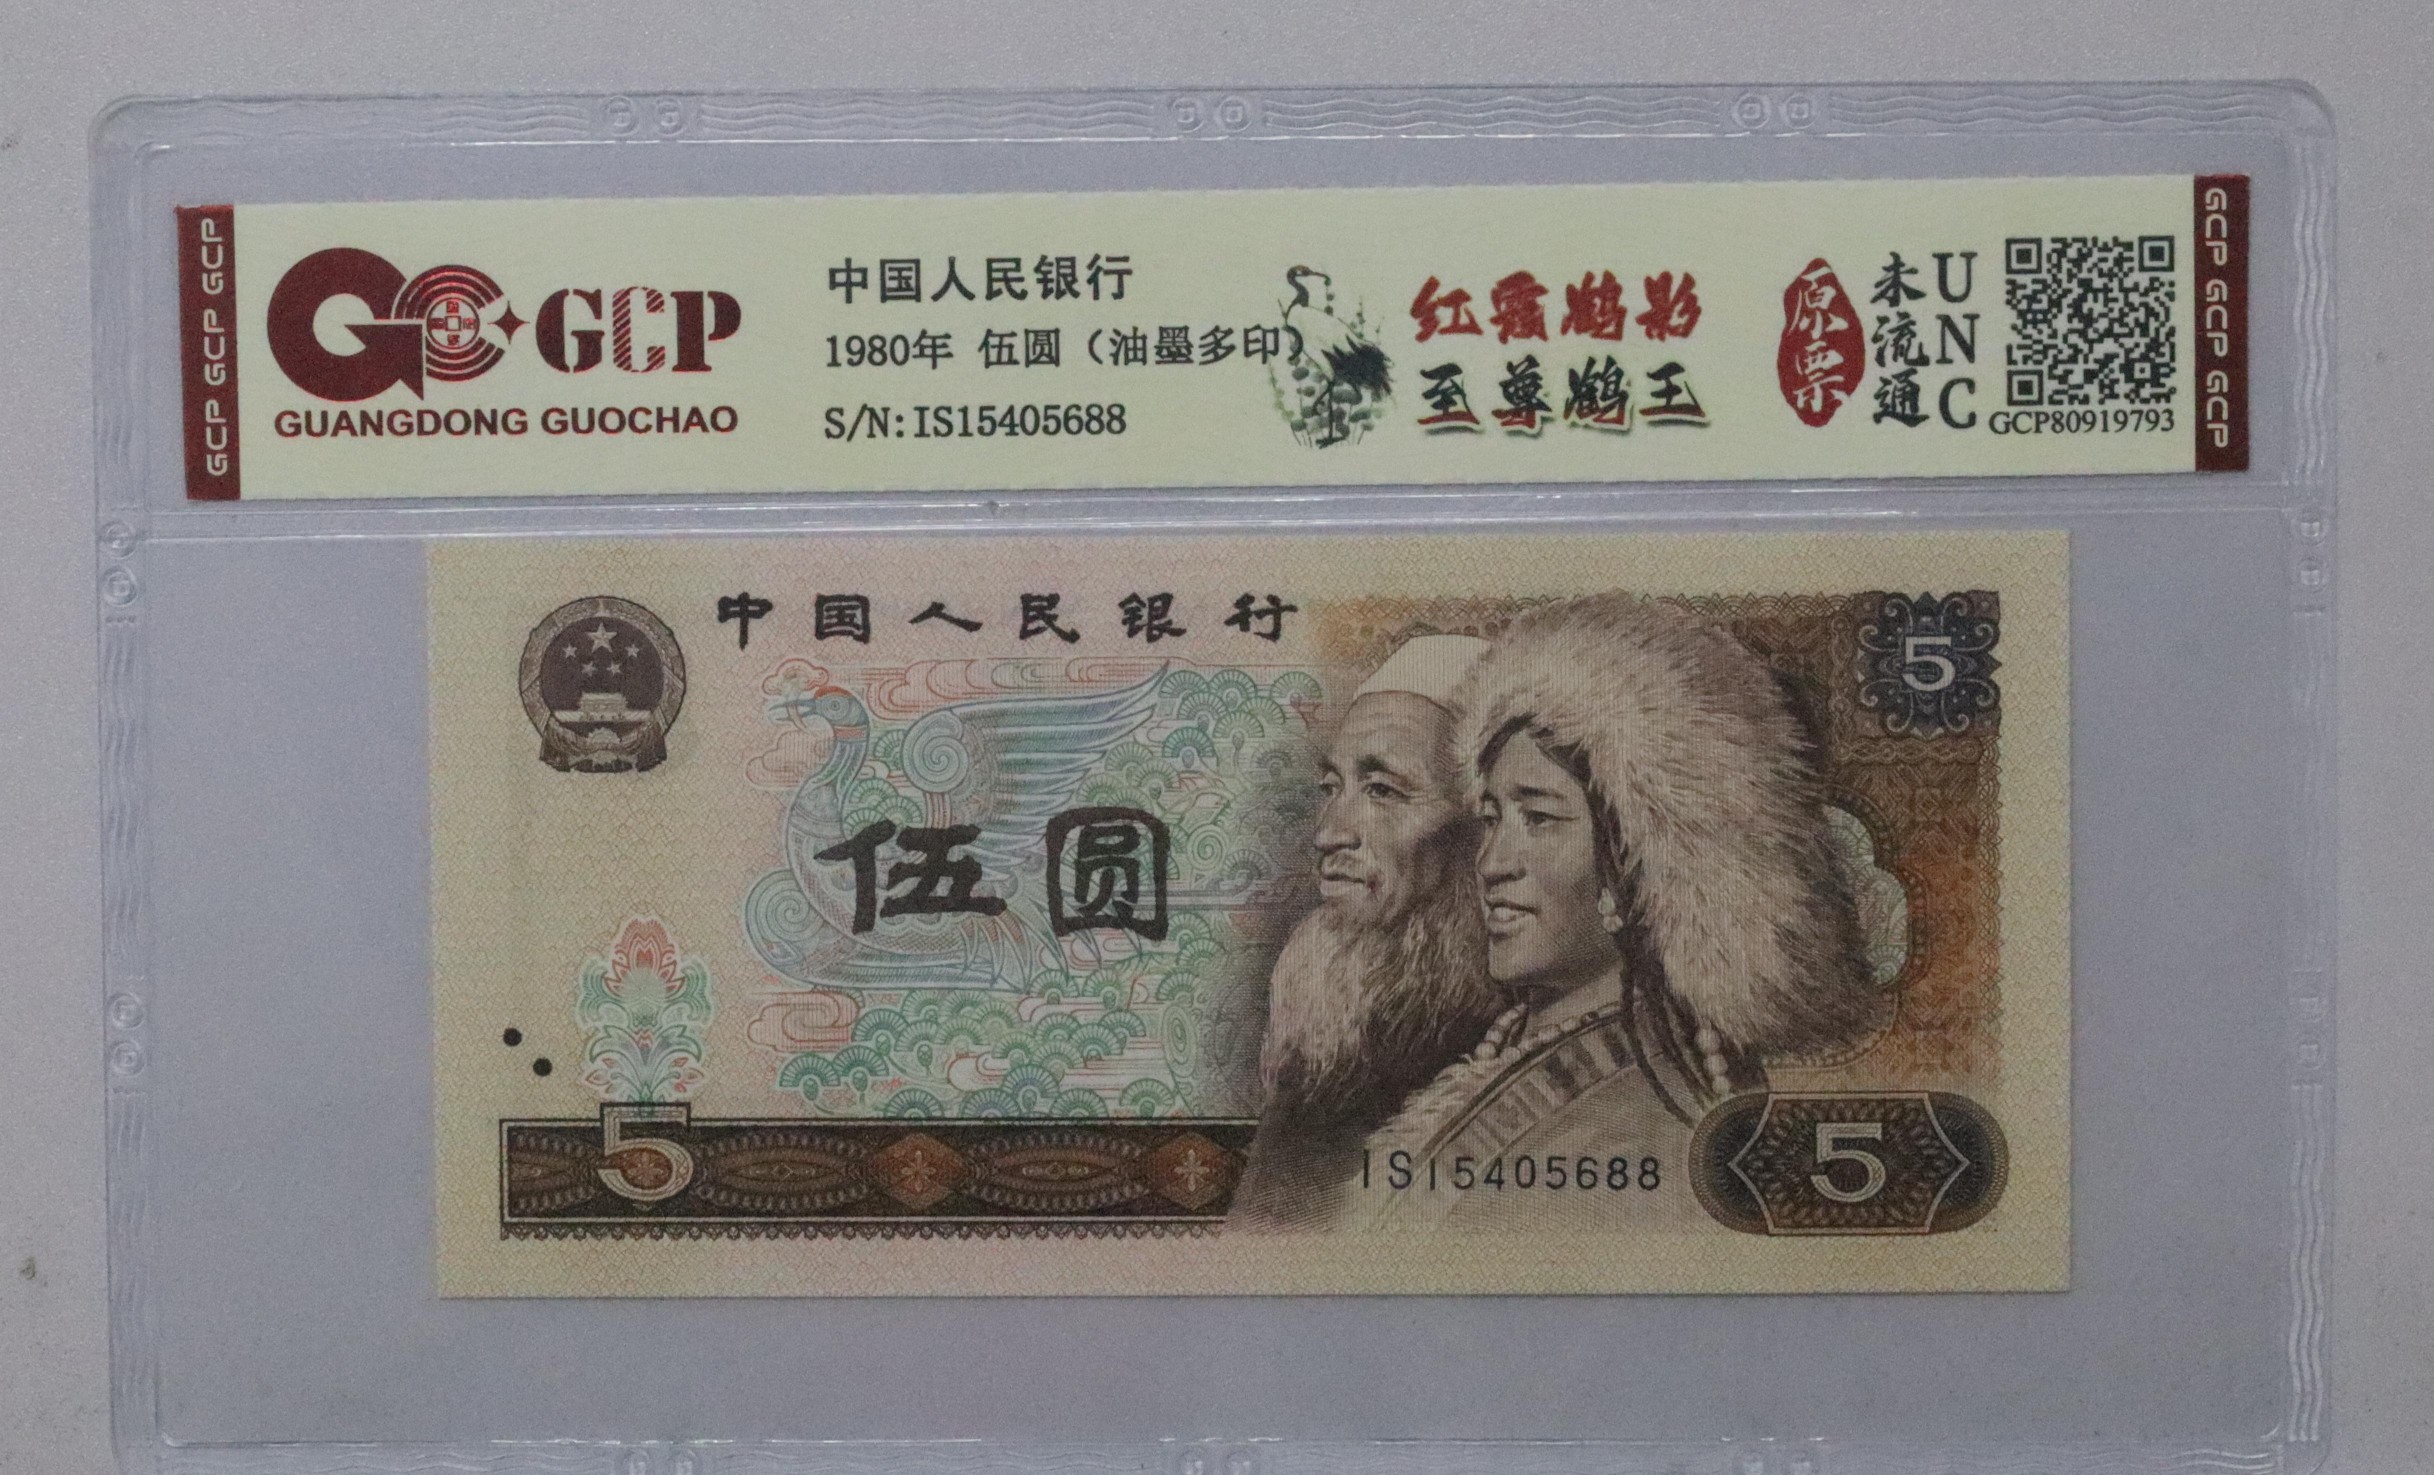 GCP GCP GCP
GCP
GUANGDONG GUOCHAO
中国人民银行
1980年 伍圆（油墨多印）
S/N:IS15405688
红霞鹤影
至尊鹤王
原票
未流通
UNC
GCP80919793
GCP GCP GCP
中国人民银行
5
伍圆
5
IS15405688
5